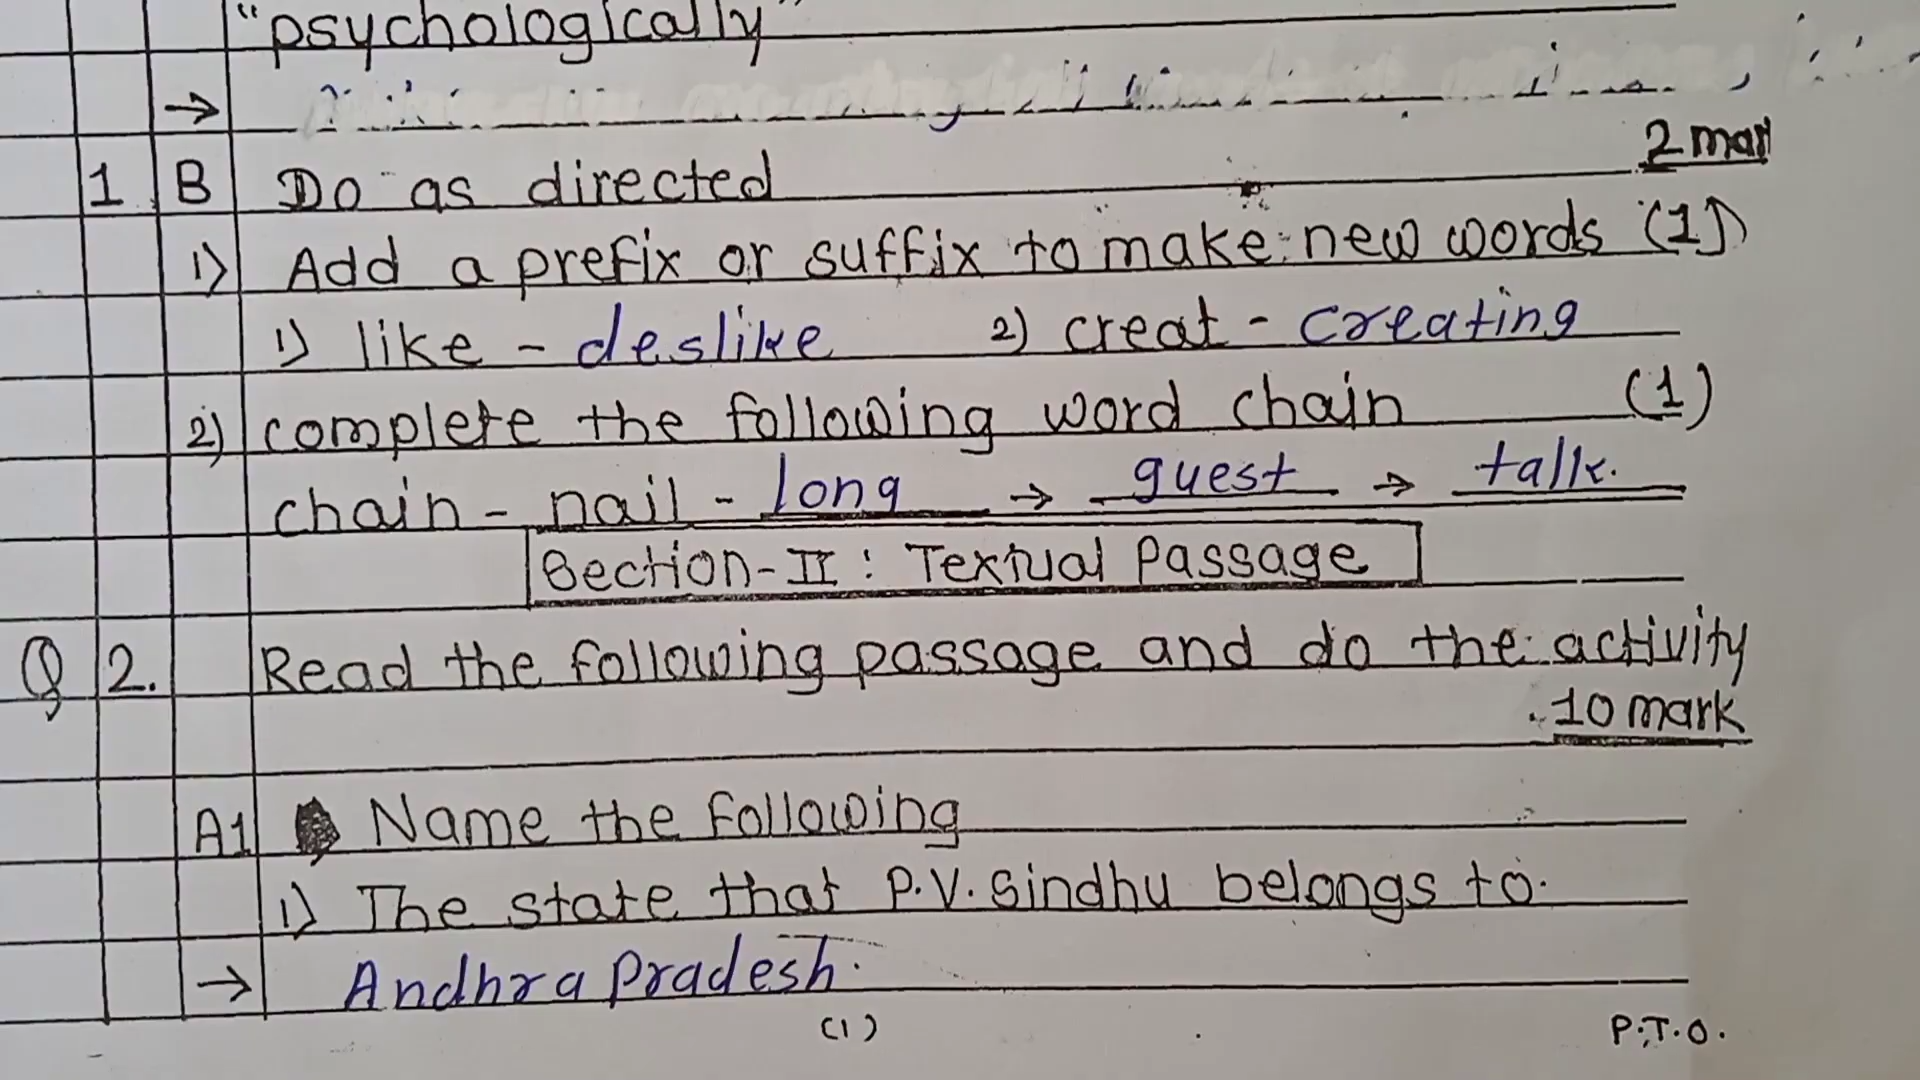 "psychologically"
→
1 B Do as directed 2 mar
1) Add a prefix or suffix to make new words (1)
1) like - deslike 2) creat - creating
2) complete the following word chain (1)
chain - nail - long → guest → talk.
Section-II : Textual Passage
Q 2. Read the following passage and do the activity
10 mark
A1 Name the following
1) The state that P.V. Sindhu belongs to.
→ Andhra pradesh.
(1) P.T.O.